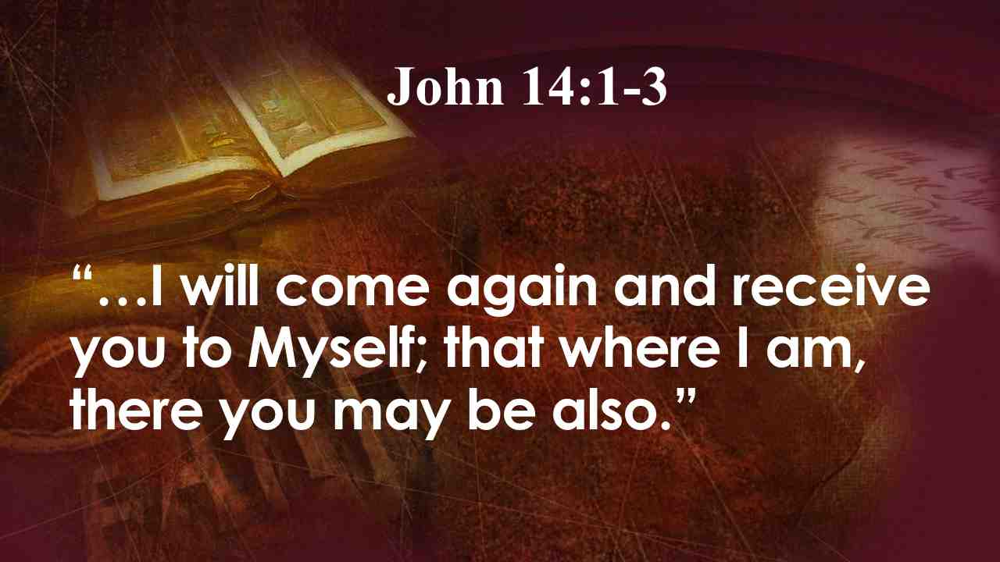 John 14:1-3
“…I will come again and receive
you to Myself; that where I am,
there you may be also.”